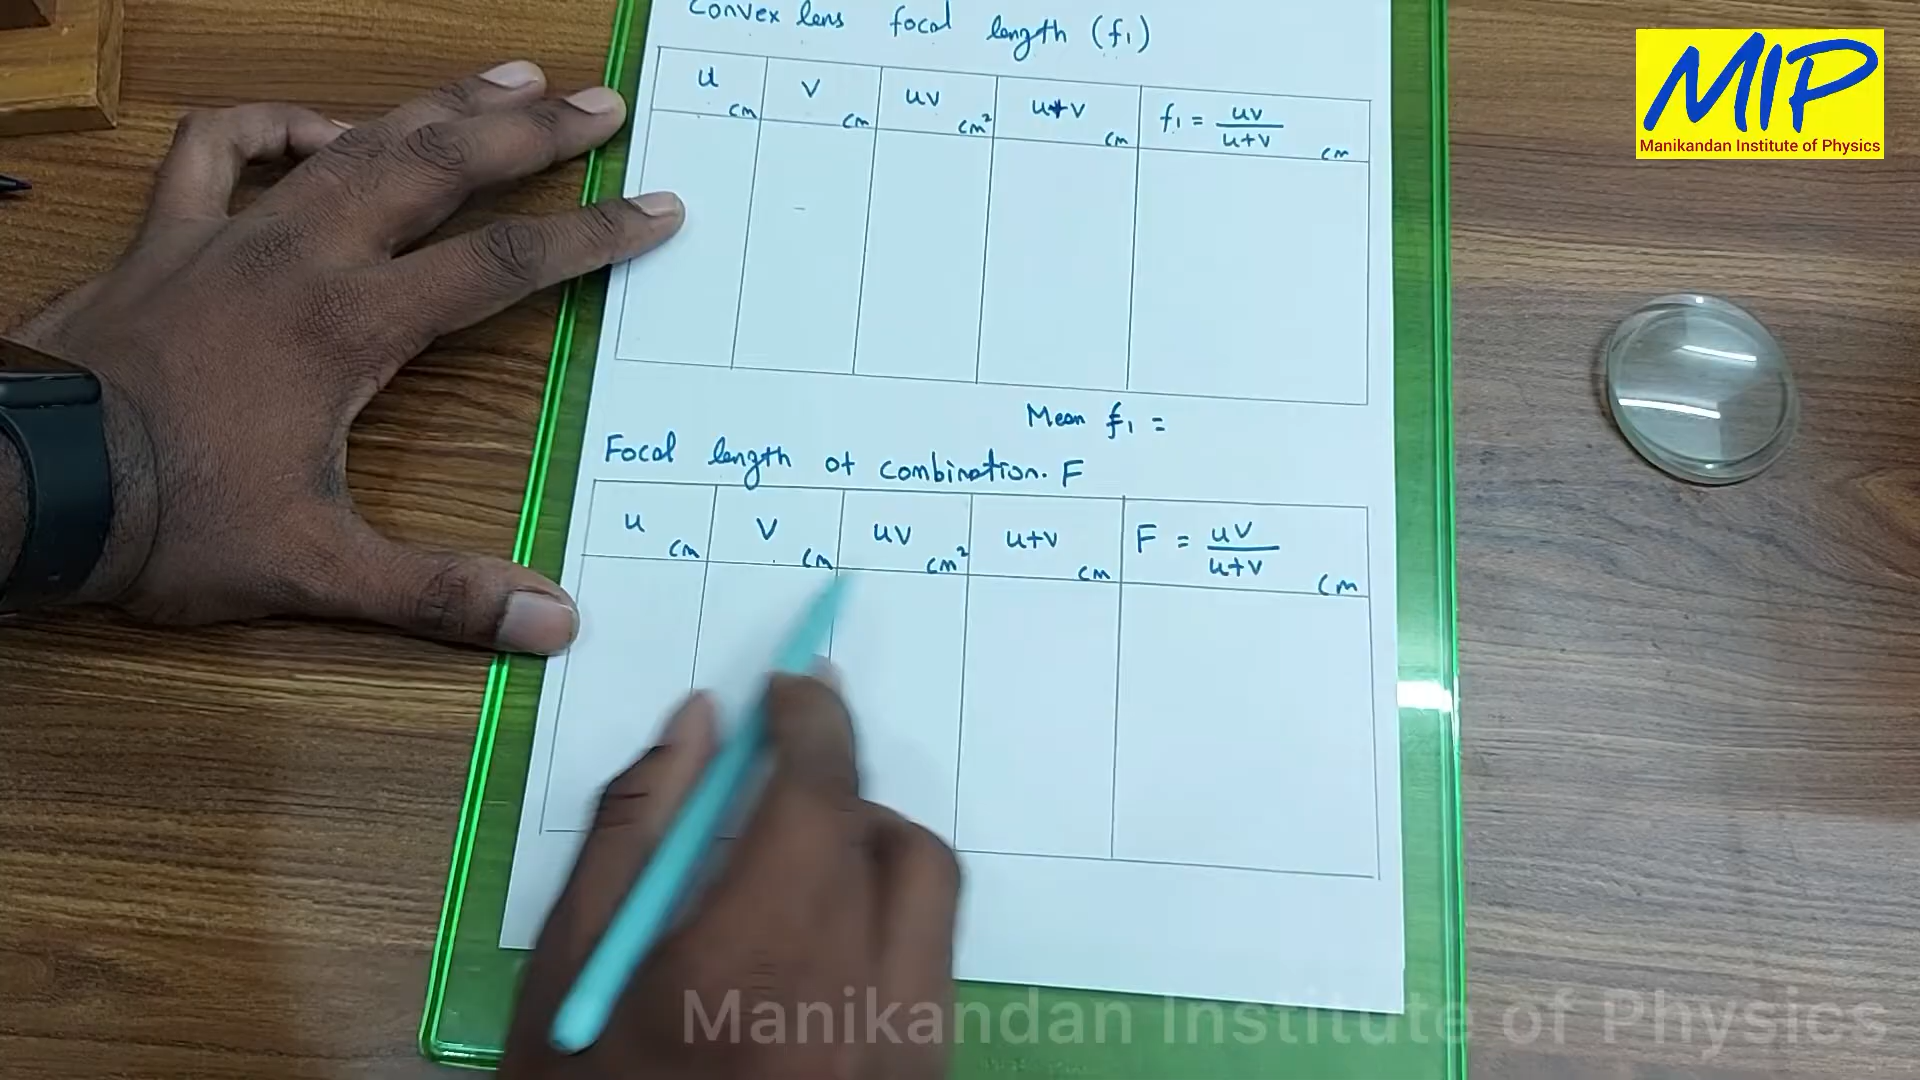 Convex lens focal length (f₁)
u cm
v cm
uv cm²
u+v cm
f₁ = uv/u+v cm
Mean f₁ =
Focal length of combination. F
u cm
v cm
uv cm²
u+v cm
F = uv/u+v cm
MIP
Manikandan Institute of Physics
Manikandan Institute of Physics